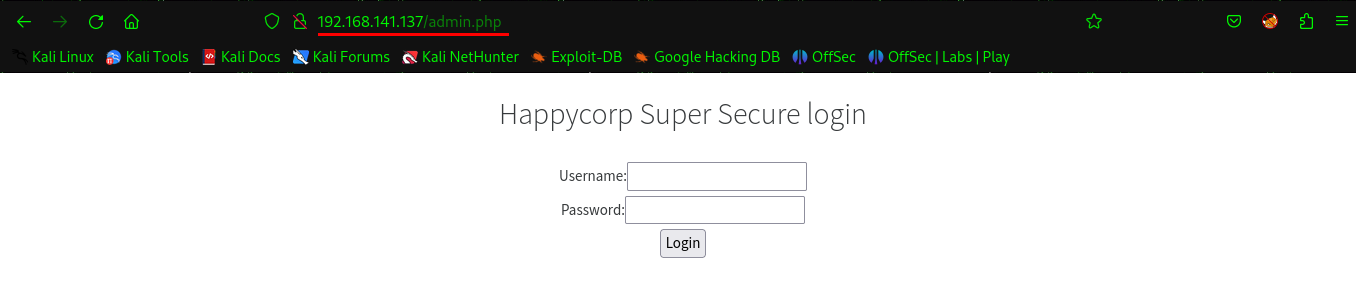 192.168.141.137/admin.php
Kali Linux Kali Tools Kali Docs Kali Forums Kali NetHunter Exploit-DB Google Hacking DB OffSec OffSec | Labs | Play
Happycorp Super Secure login
Username:
Password:
Login